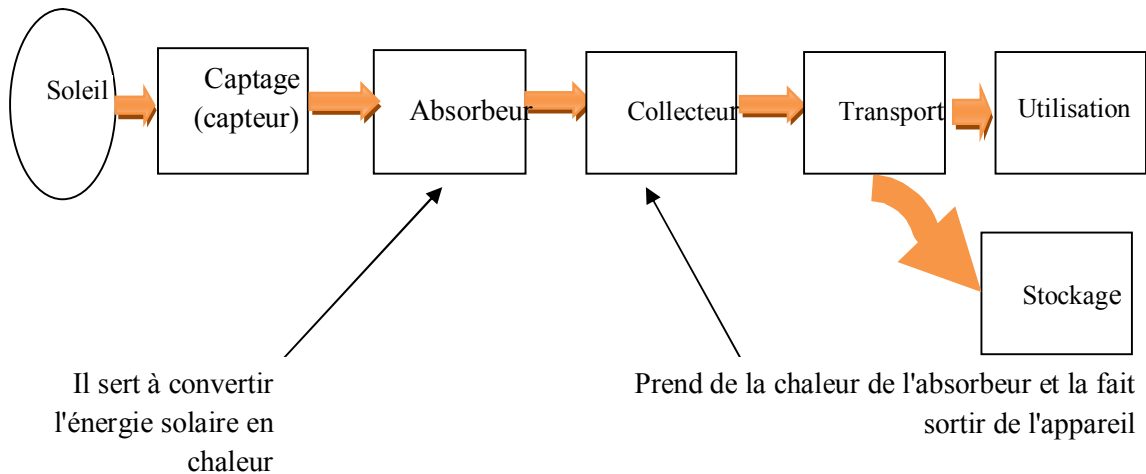 Soleil
Captage
(capteur)
Absorbeur
Collecteur
Transport
Utilisation
Stockage
Il sert à convertir
l'énergie solaire en
chaleur
Prend de la chaleur de l'absorbeur et la fait
sortir de l'appareil